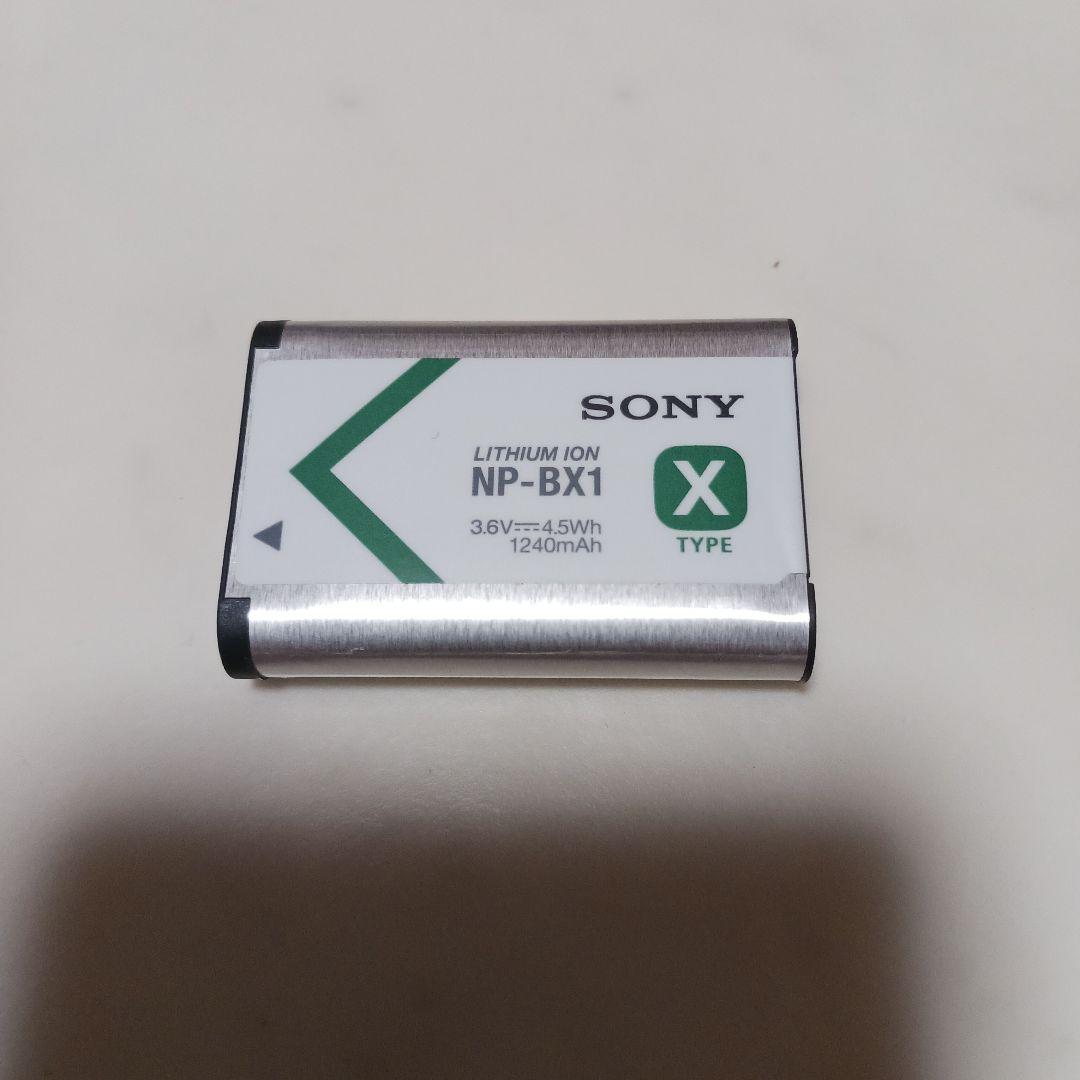 SONY
LITHIUM ION
NP-BX1
3.6V⎓4.5Wh
1240mAh
X
TYPE